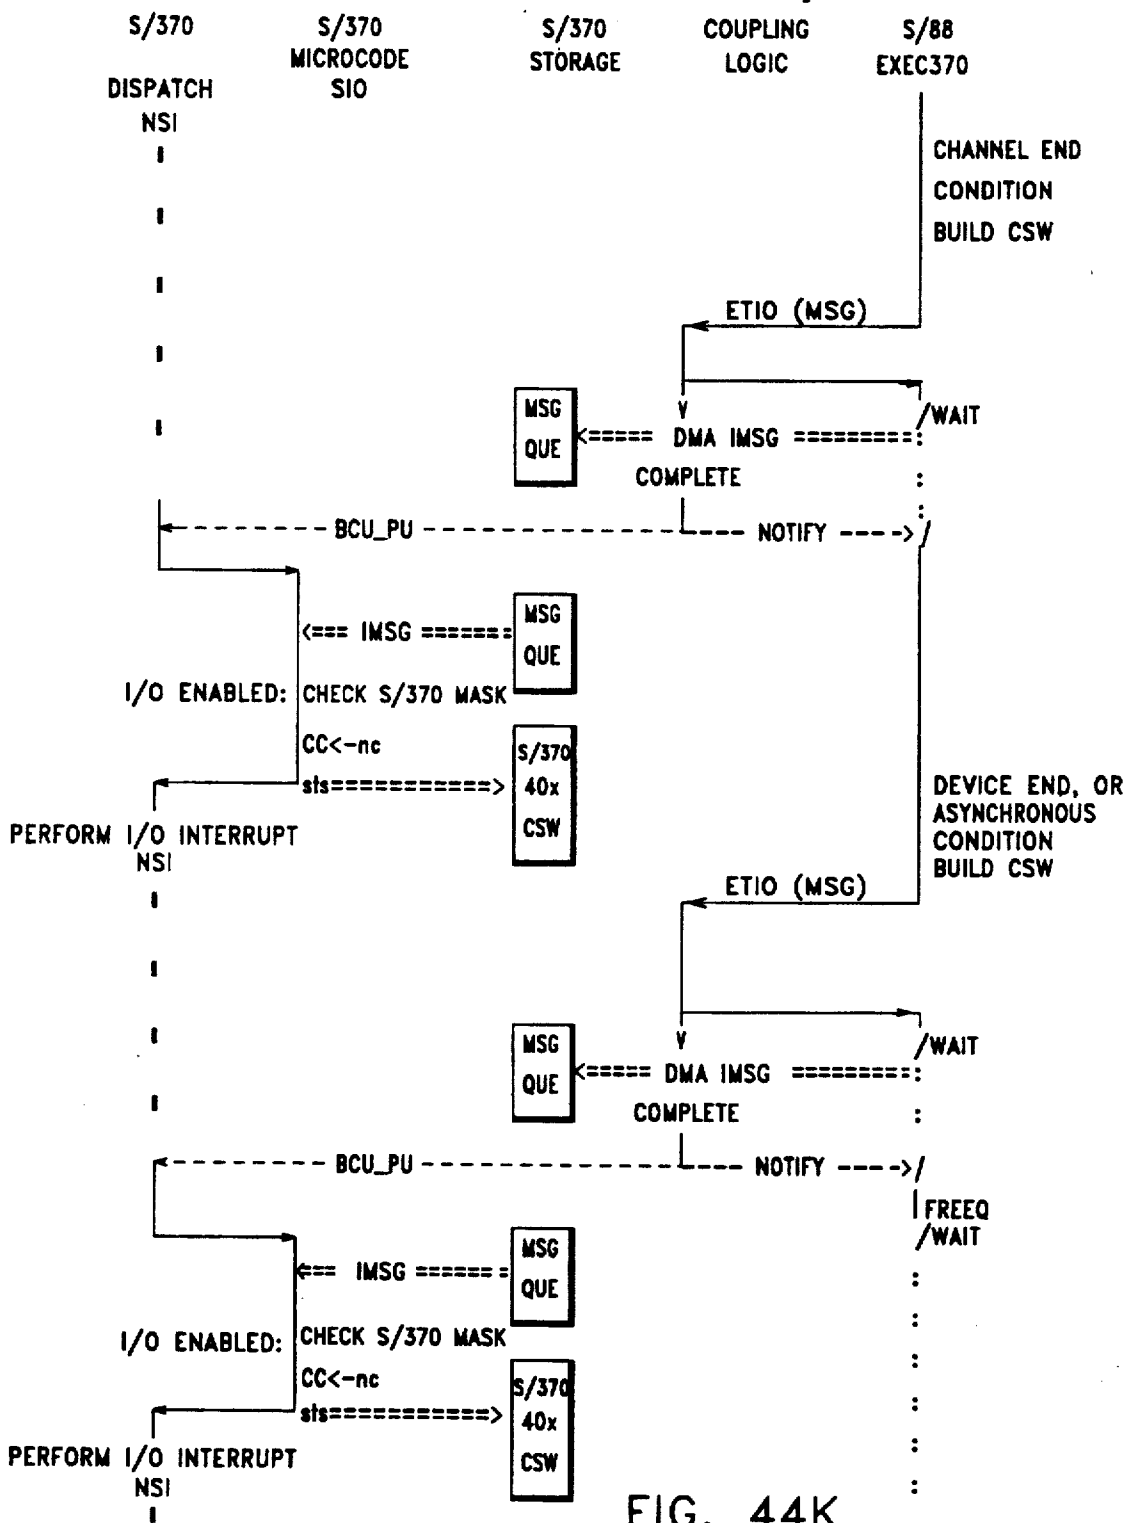 S/370 S/370 S/370 COUPLING S/88
MICROCODE STORAGE LOGIC EXEC370
DISPATCH SIO
NSI
CHANNEL END
CONDITION
BUILD CSW
ETIO (MSG)
MSG
QUE
/WAIT
<===== DMA IMSG =========:
COMPLETE
BCU_PU
NOTIFY
MSG
QUE
<=== IMSG =======
I/O ENABLED: CHECK S/370 MASK
CC<-nc
sts============>
S/370
40x
CSW
PERFORM I/O INTERRUPT
NSI
DEVICE END, OR
ASYNCHRONOUS
CONDITION
BUILD CSW
ETIO (MSG)
MSG
QUE
/WAIT
<===== DMA IMSG =========:
COMPLETE
BCU_PU
NOTIFY
FREEQ
/WAIT
MSG
QUE
<=== IMSG =======
I/O ENABLED: CHECK S/370 MASK
CC<-nc
sts============>
S/370
40x
CSW
PERFORM I/O INTERRUPT
NSI
FIG. 44K